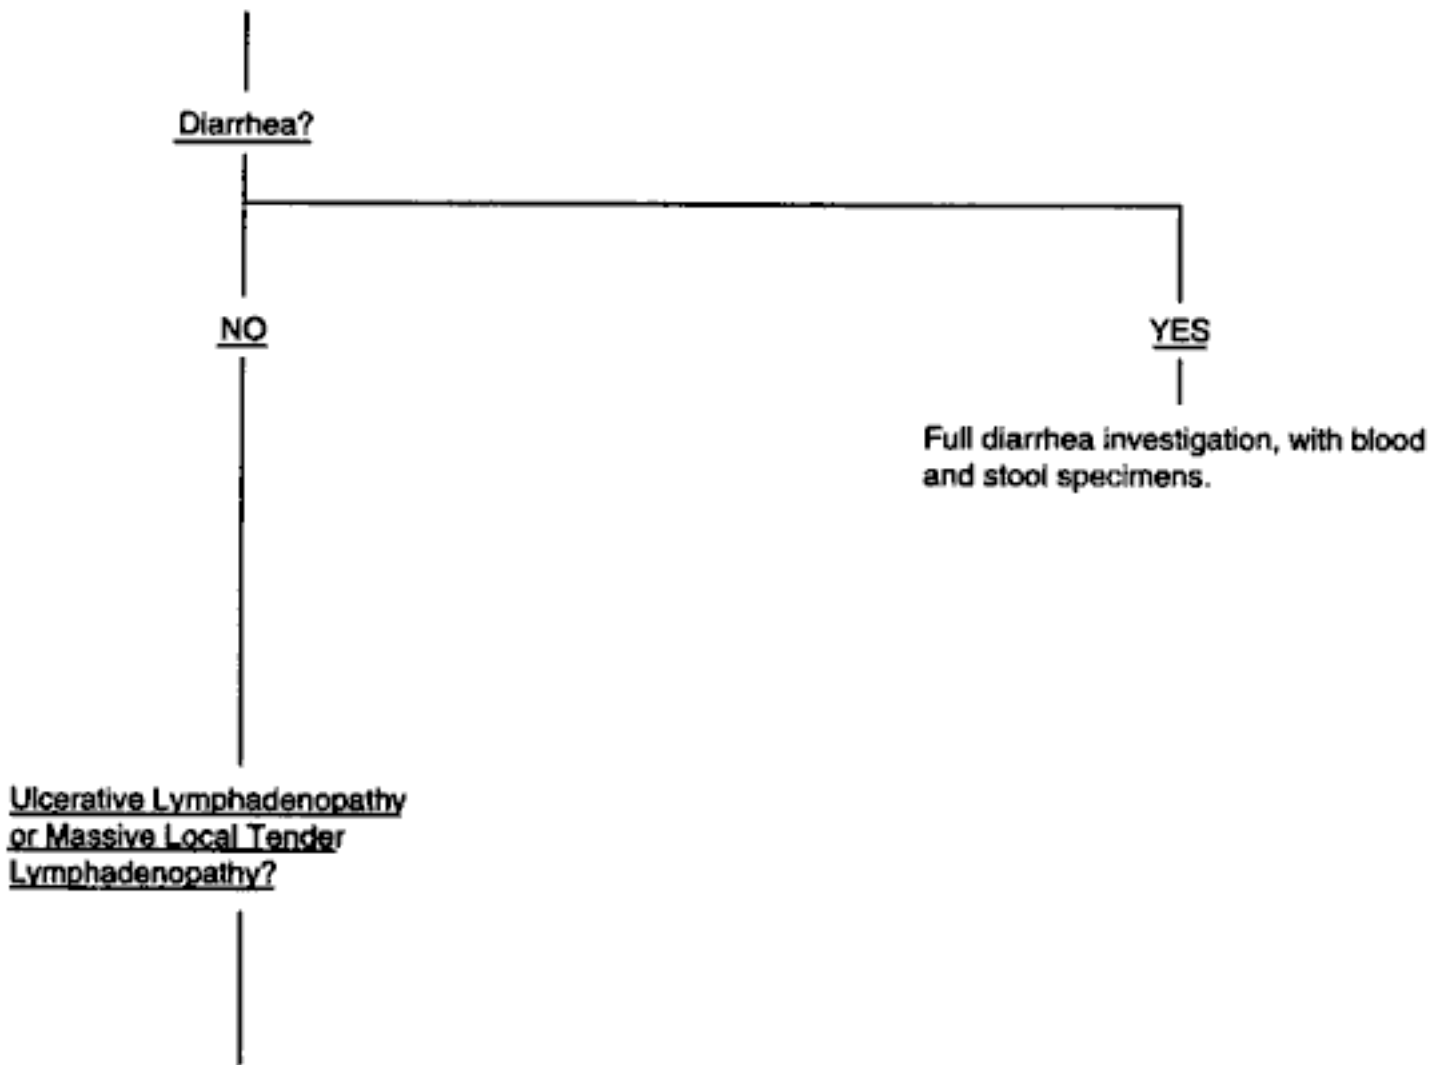 Diarrhea?
NO
YES
Full diarrhea investigation, with blood
and stool specimens.
Ulcerative Lymphadenopathy
or Massive Local Tender
Lymphadenopathy?